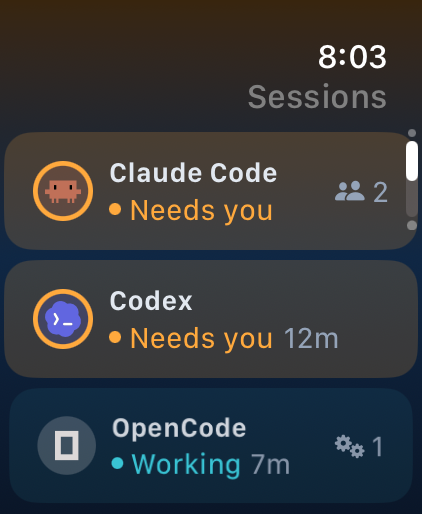 8:03
Sessions
Claude Code
Needs you
2
Codex
Needs you 12m
OpenCode
Working 7m
1